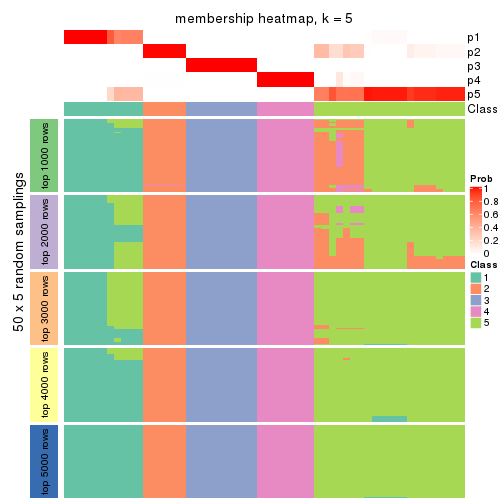 membership heatmap, k = 5
p1
p2
p3
p4
p5
Class
50 x 5 random samplings
top 1000 rows
top 2000 rows
top 3000 rows
top 4000 rows
top 5000 rows
Prob
1
0.8
0.6
0.4
0.2
0
Class
1
2
3
4
5